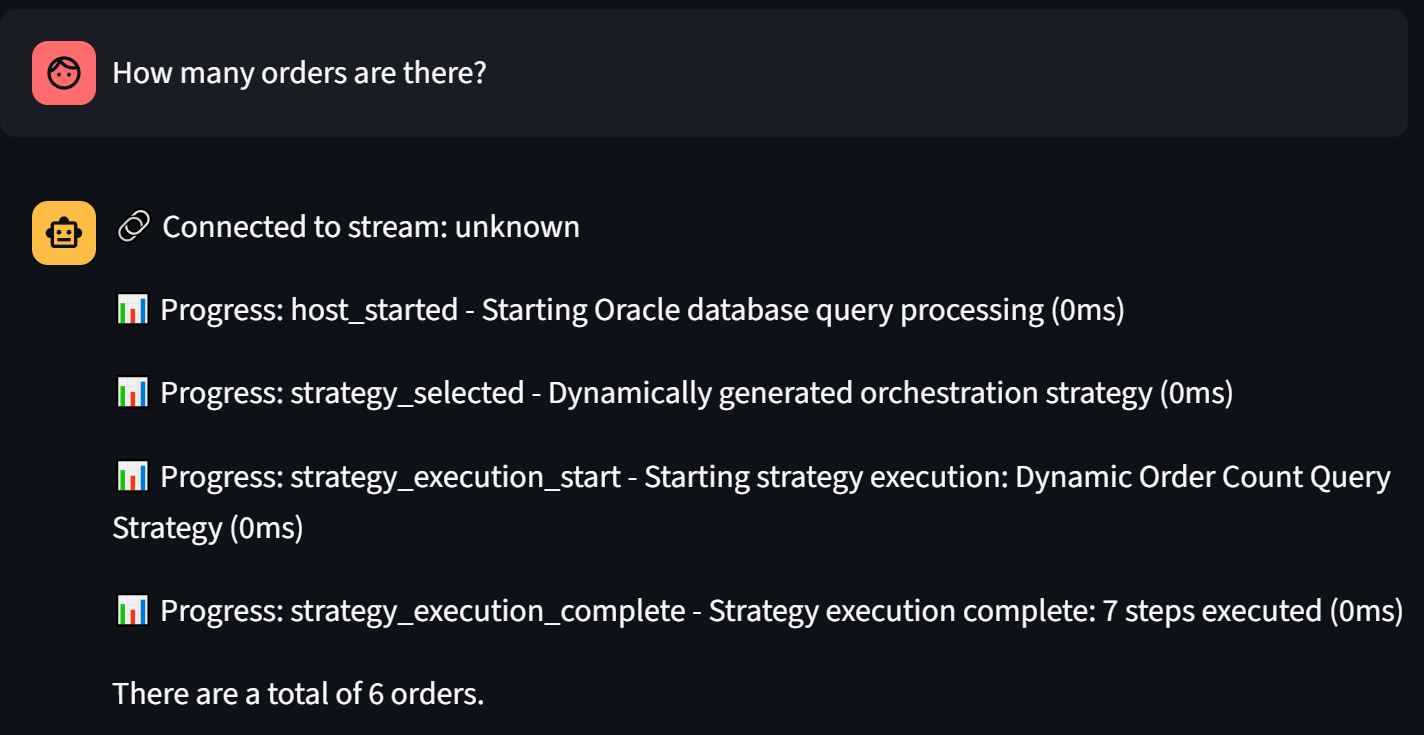 How many orders are there?
🔗 Connected to stream: unknown
📊 Progress: host_started - Starting Oracle database query processing (0ms)
📊 Progress: strategy_selected - Dynamically generated orchestration strategy (0ms)
📊 Progress: strategy_execution_start - Starting strategy execution: Dynamic Order Count Query
Strategy (0ms)
📊 Progress: strategy_execution_complete - Strategy execution complete: 7 steps executed (0ms)
There are a total of 6 orders.